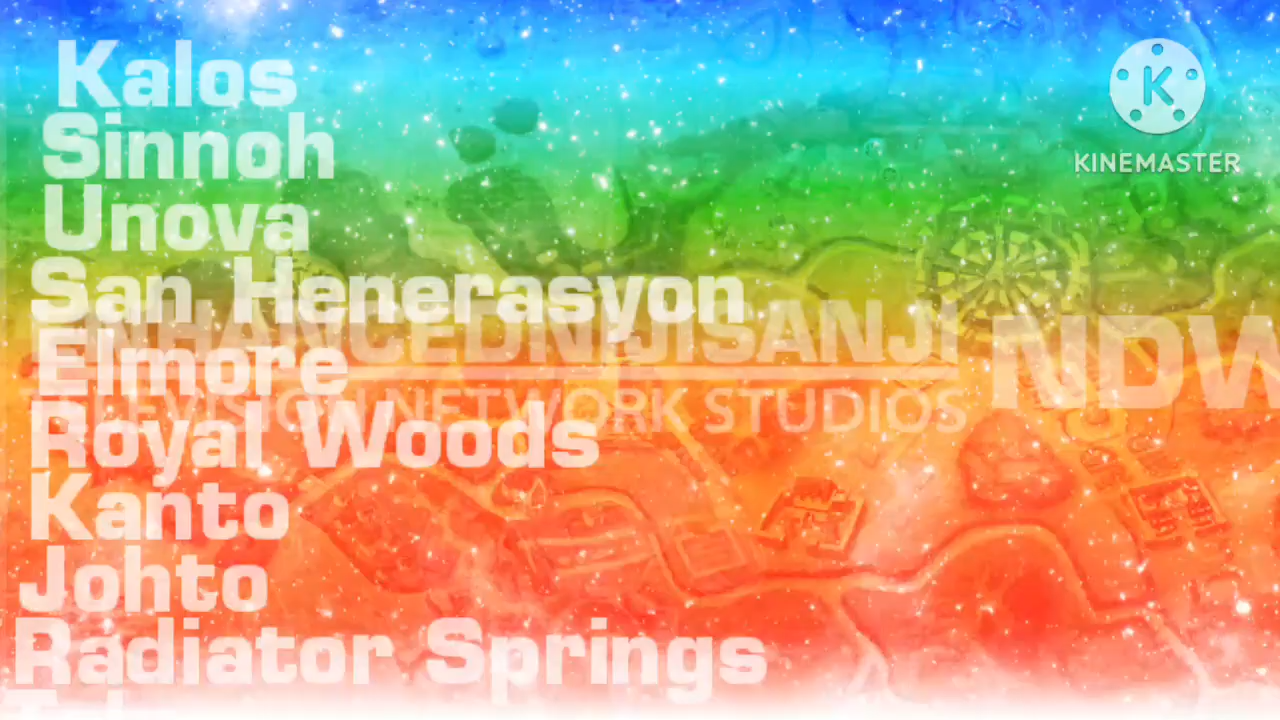 Kalos
KINEMASTER
Sinnoh
Unova
San Henerasyon
ENHANCEDNIJISANJI
NDW
Elmore
TELEVISION NETWORK STUDIOS
Royal Woods
Kanto
Johto
Radiator Springs